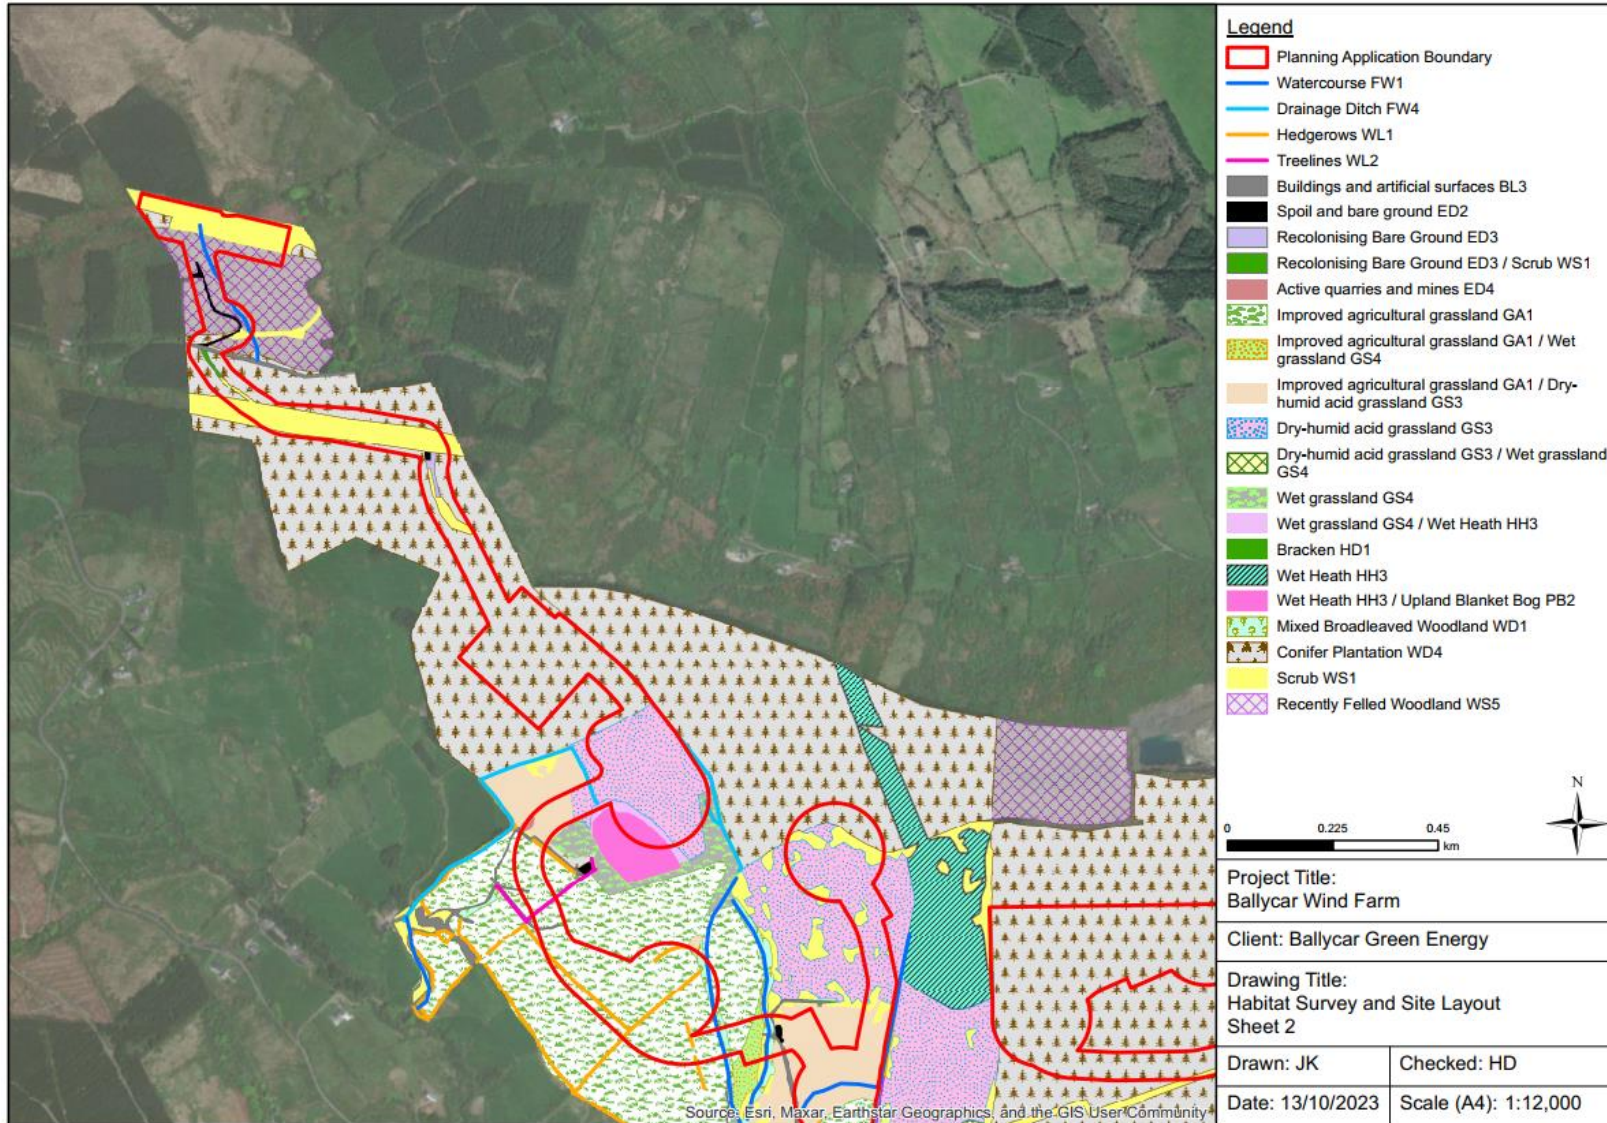 Legend
Planning Application Boundary
Watercourse FW1
Drainage Ditch FW4
Hedgerows WL1
Treelines WL2
Buildings and artificial surfaces BL3
Spoil and bare ground ED2
Recolonising Bare Ground ED3
Recolonising Bare Ground ED3 / Scrub WS1
Active quarries and mines ED4
Improved agricultural grassland GA1
Improved agricultural grassland GA1 / Wet
grassland GS4
Improved agricultural grassland GA1 / Dry-
humid acid grassland GS3
Dry-humid acid grassland GS3
Dry-humid acid grassland GS3 / Wet grassland
GS4
Wet grassland GS4
Wet grassland GS4 / Wet Heath HH3
Bracken HD1
Wet Heath HH3
Wet Heath HH3 / Upland Blanket Bog PB2
Mixed Broadleaved Woodland WD1
Conifer Plantation WD4
Scrub WS1
Recently Felled Woodland WS5
N
0 0.225 0.45
km
Project Title:
Ballycar Wind Farm
Client: Ballycar Green Energy
Drawing Title:
Habitat Survey and Site Layout
Sheet 2
Drawn: JK Checked: HD
Date: 13/10/2023 Scale (A4): 1:12,000
Source: Esri, Maxar, Earthstar Geographics, and the GIS User Community